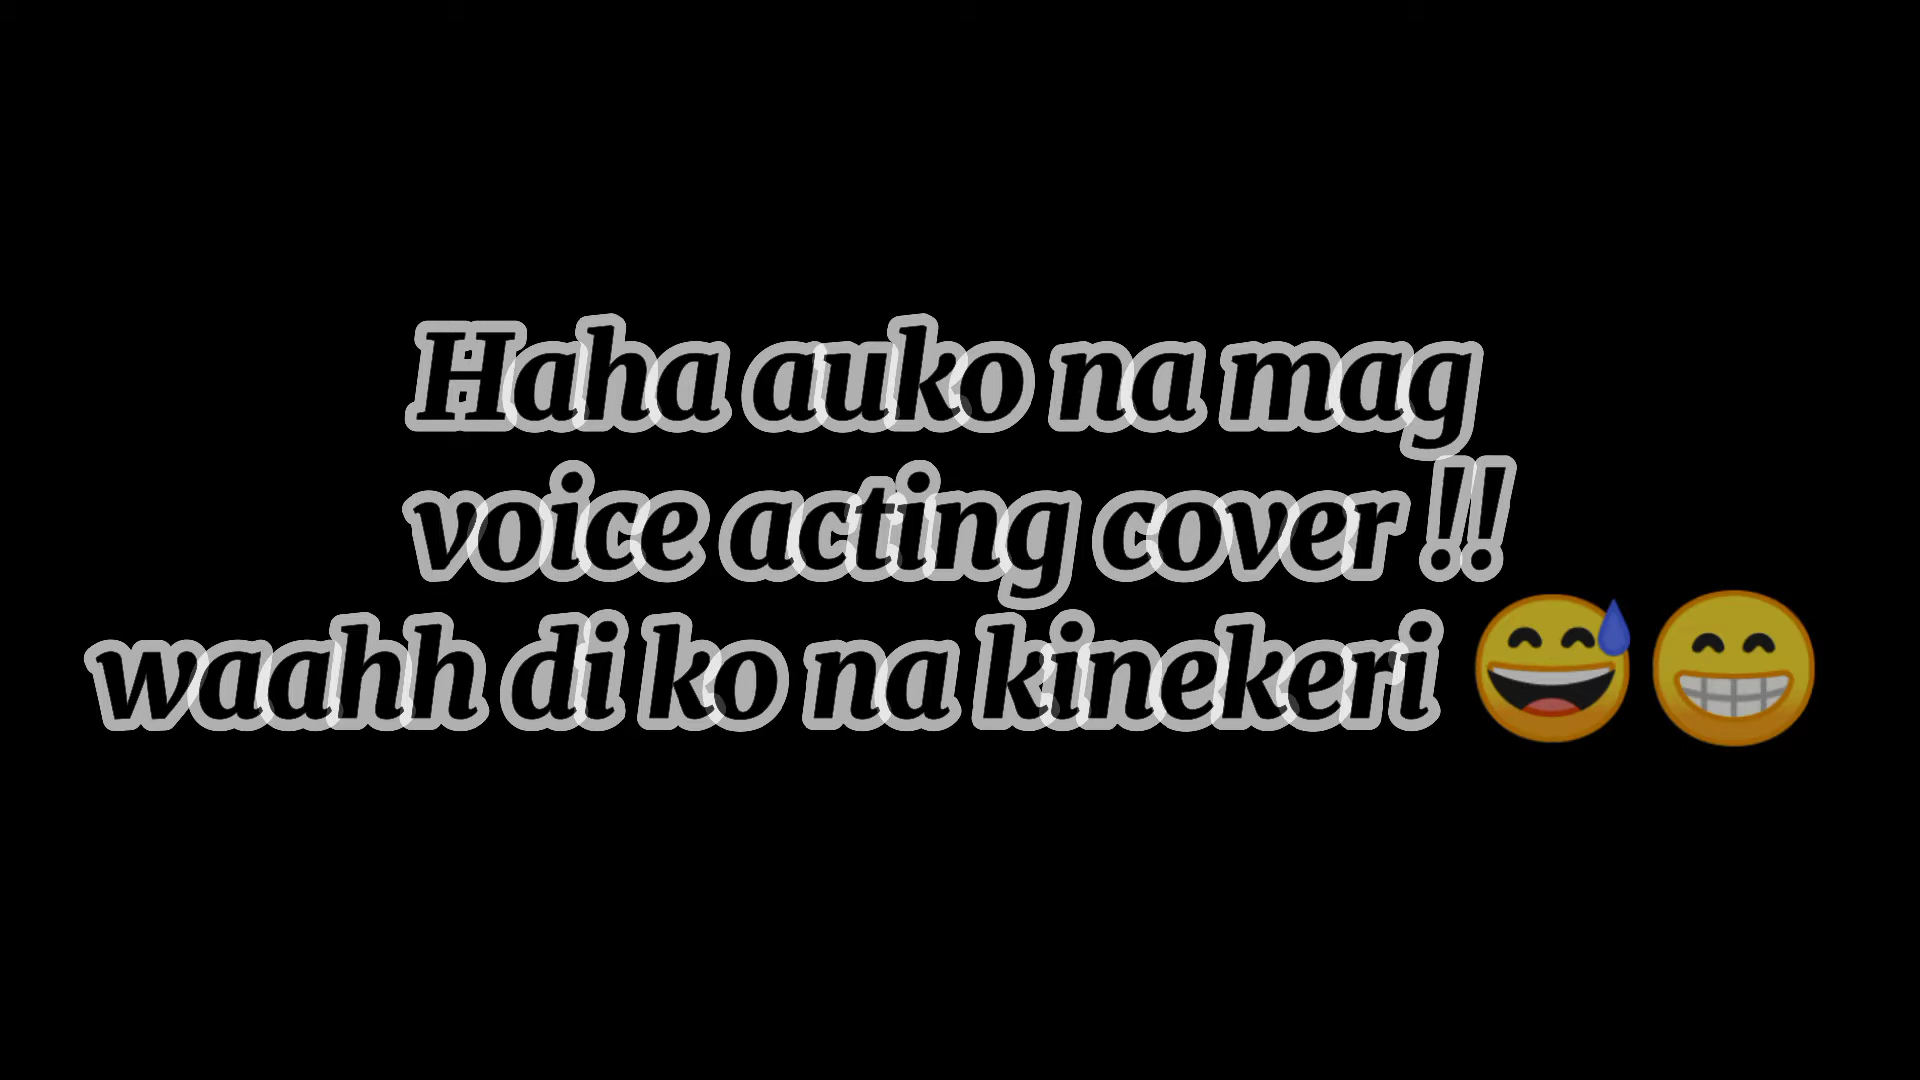 Haha auko na mag
voice acting cover !!
waahh di ko na kinekeri 😅😁